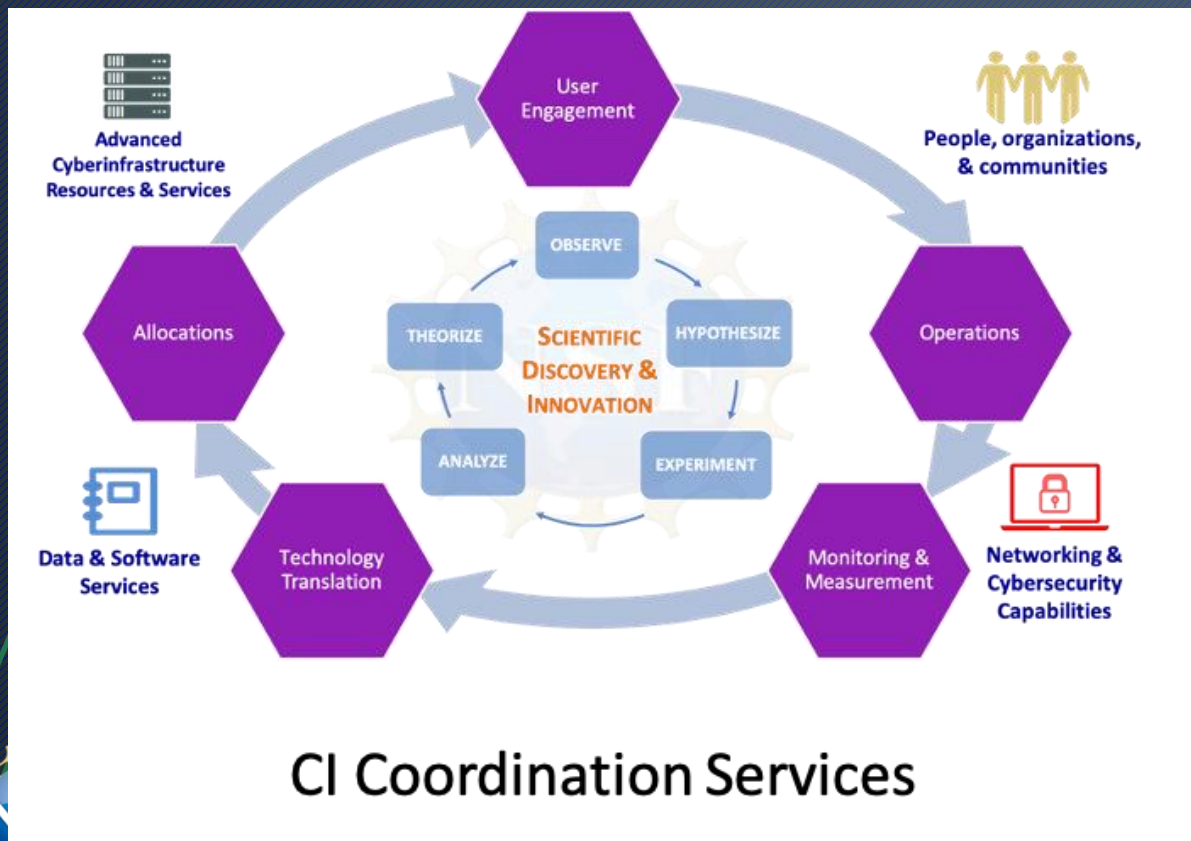 User
Engagement
Advanced
Cyberinfrastructure
Resources & Services
People, organizations,
& communities
OBSERVE
Allocations
THEORIZE
SCIENTIFIC
DISCOVERY &
INNOVATION
HYPOTHESIZE
Operations
ANALYZE
EXPERIMENT
Data & Software
Services
Technology
Translation
Monitoring &
Measurement
Networking &
Cybersecurity
Capabilities
NSF
CI Coordination Services